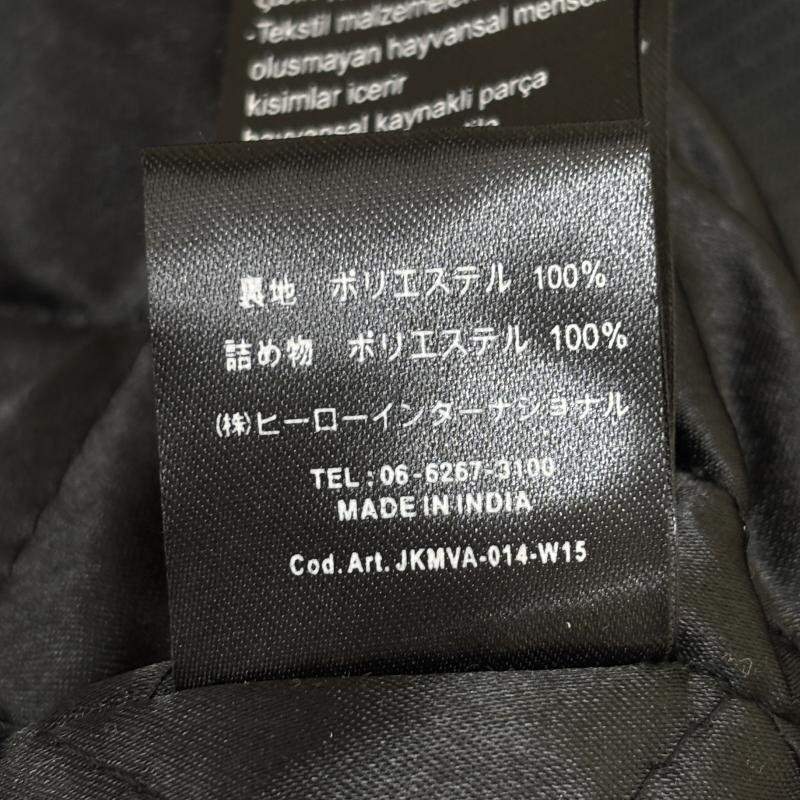 -Tekstil malzemeleri
olusmayan hayvansal menseli
kisimlar icerir
hayvansal kaynakli parça
裏地 ポリエステル 100%
詰め物 ポリエステル 100%
(株)ヒーローインターナショナル
TEL : 06-6267-3100
MADE IN INDIA
Cod. Art. JKMVA-014-W15